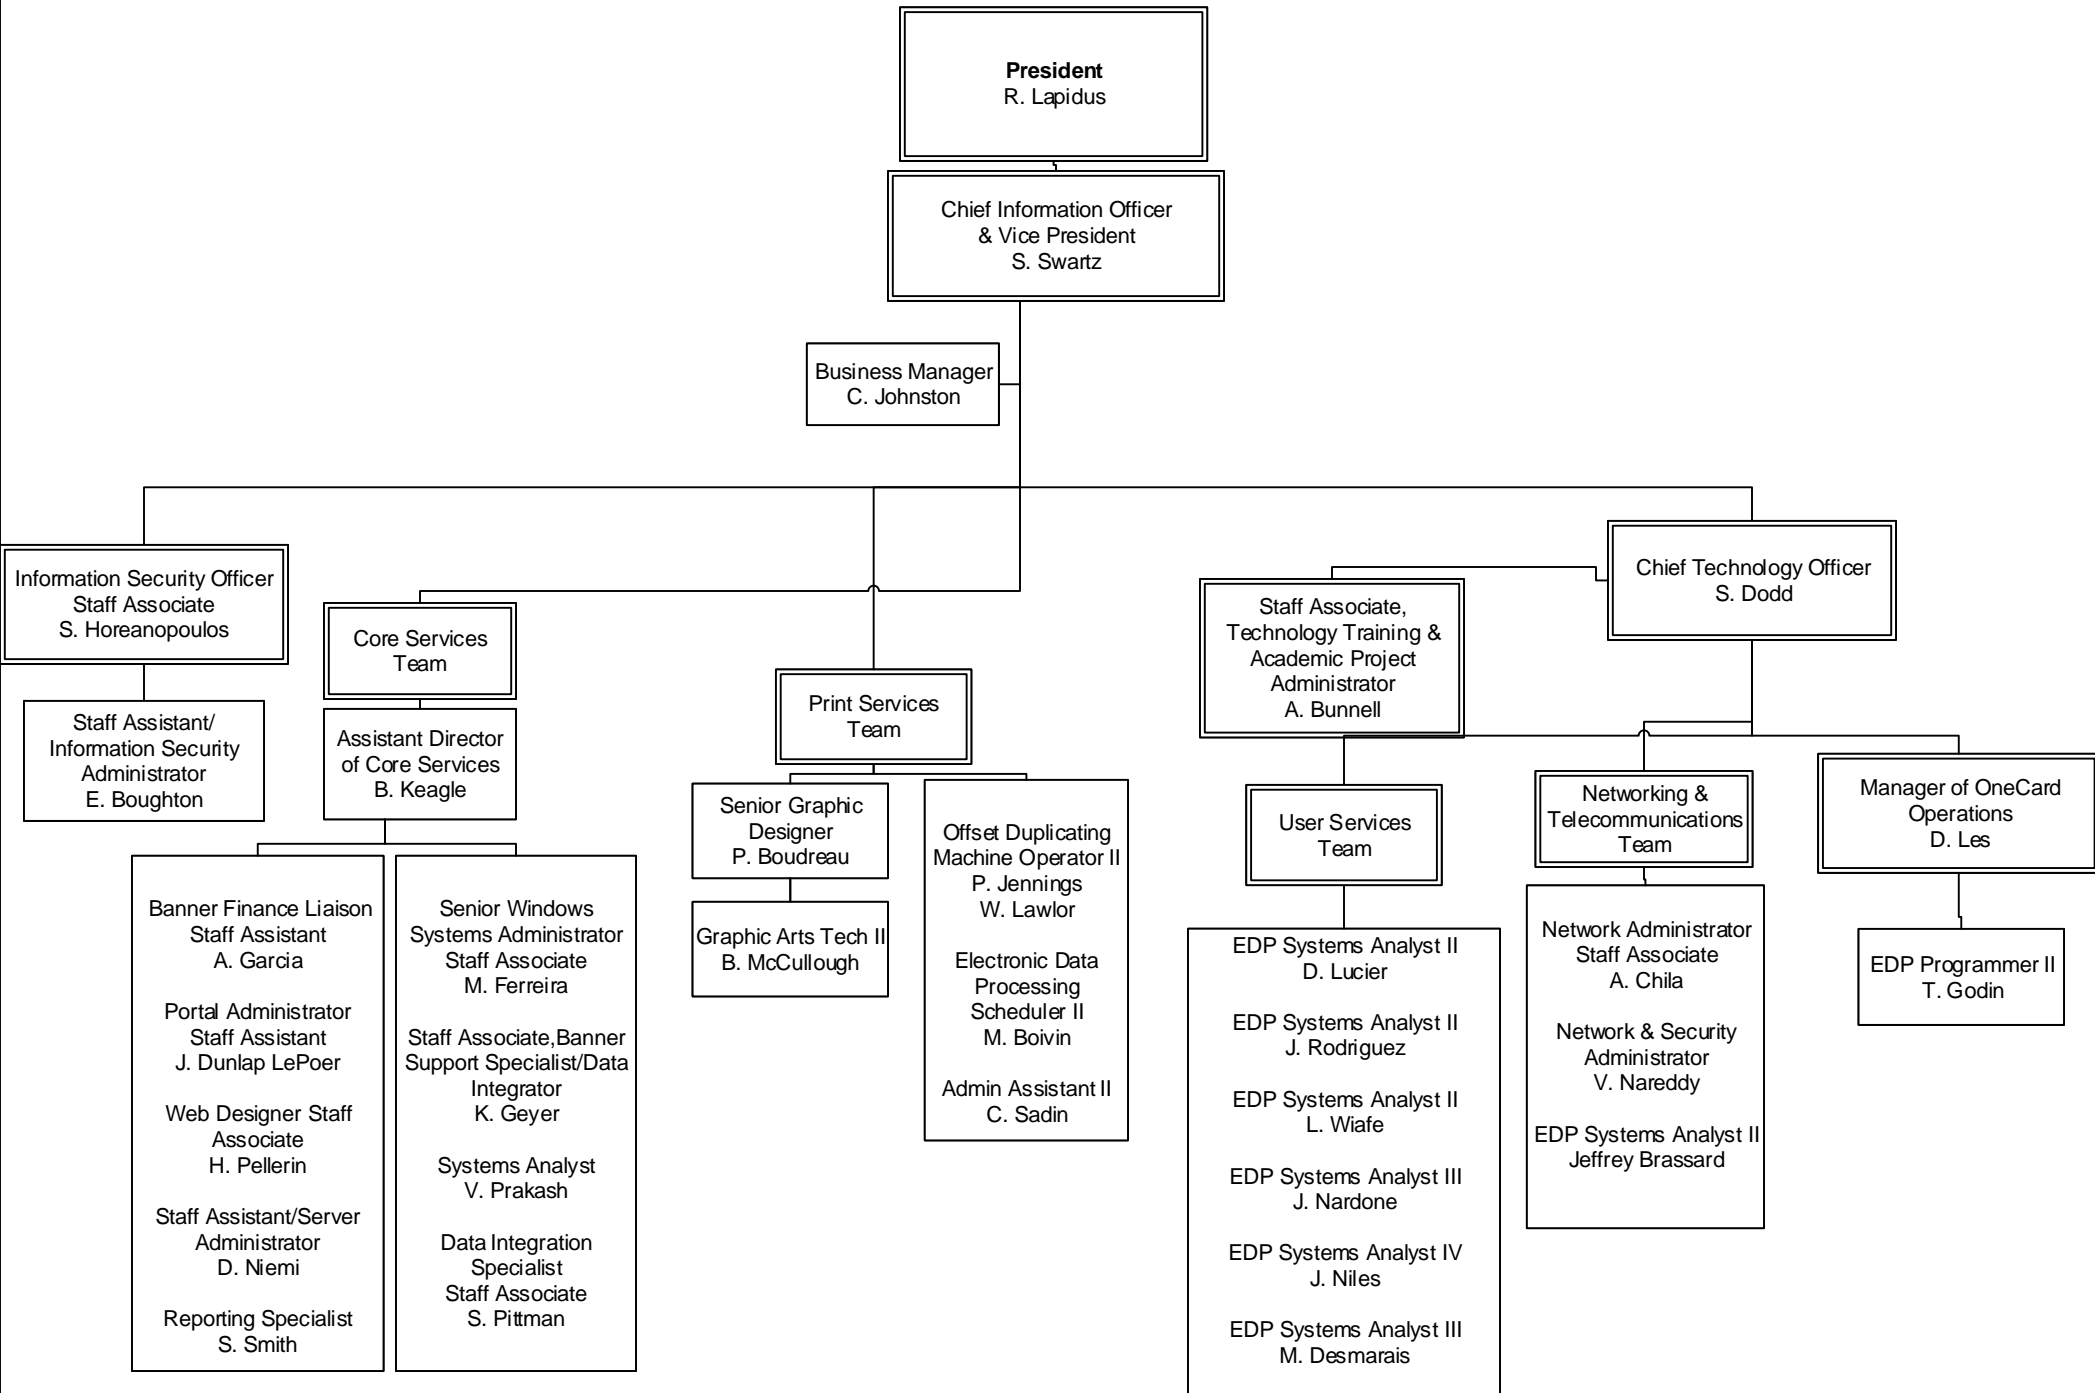 President
R. Lapidus
Chief Information Officer
& Vice President
S. Swartz
Business Manager
C. Johnston
Information Security Officer
Staff Associate
S. Horeanopoulos
Staff Assistant/
Information Security
Administrator
E. Boughton
Core Services
Team
Assistant Director
of Core Services
B. Keagle
Banner Finance Liaison
Staff Assistant
A. Garcia
Portal Administrator
Staff Assistant
J. Dunlap LePoer
Web Designer Staff
Associate
H. Pellerin
Staff Assistant/Server
Administrator
D. Niemi
Reporting Specialist
S. Smith
Senior Windows
Systems Administrator
Staff Associate
M. Ferreira
Staff Associate,Banner
Support Specialist/Data
Integrator
K. Geyer
Systems Analyst
V. Prakash
Data Integration
Specialist
Staff Associate
S. Pittman
Print Services
Team
Senior Graphic
Designer
P. Boudreau
Graphic Arts Tech II
B. McCullough
Offset Duplicating
Machine Operator II
P. Jennings
W. Lawlor
Electronic Data
Processing
Scheduler II
M. Boivin
Admin Assistant II
C. Sadin
Chief Technology Officer
S. Dodd
Staff Associate,
Technology Training &
Academic Project
Administrator
A. Bunnell
User Services
Team
EDP Systems Analyst II
D. Lucier
EDP Systems Analyst II
J. Rodriguez
EDP Systems Analyst II
L. Wiafe
EDP Systems Analyst III
J. Nardone
EDP Systems Analyst IV
J. Niles
EDP Systems Analyst III
M. Desmarais
Networking &
Telecommunications
Team
Network Administrator
Staff Associate
A. Chila
Network & Security
Administrator
V. Nareddy
EDP Systems Analyst II
Jeffrey Brassard
Manager of OneCard
Operations
D. Les
EDP Programmer II
T. Godin